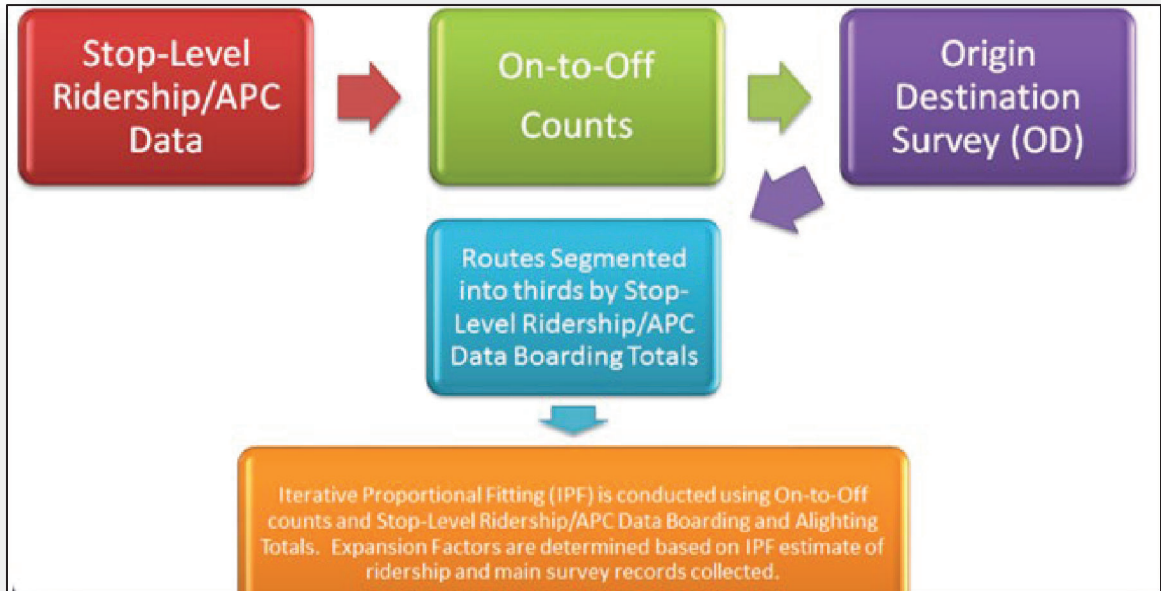 Stop-Level
Ridership/APC
Data
On-to-Off
Counts
Origin
Destination
Survey (OD)
Routes Segmented
into thirds by Stop-
Level Ridership/APC
Data Boarding Totals
Iterative Proportional Fitting (IPF) is conducted using On-to-Off
counts and Stop-Level Ridership/APC Data Boarding and Alighting
Totals.  Expansion Factors are determined based on IPF estimate of
ridership and main survey records collected.